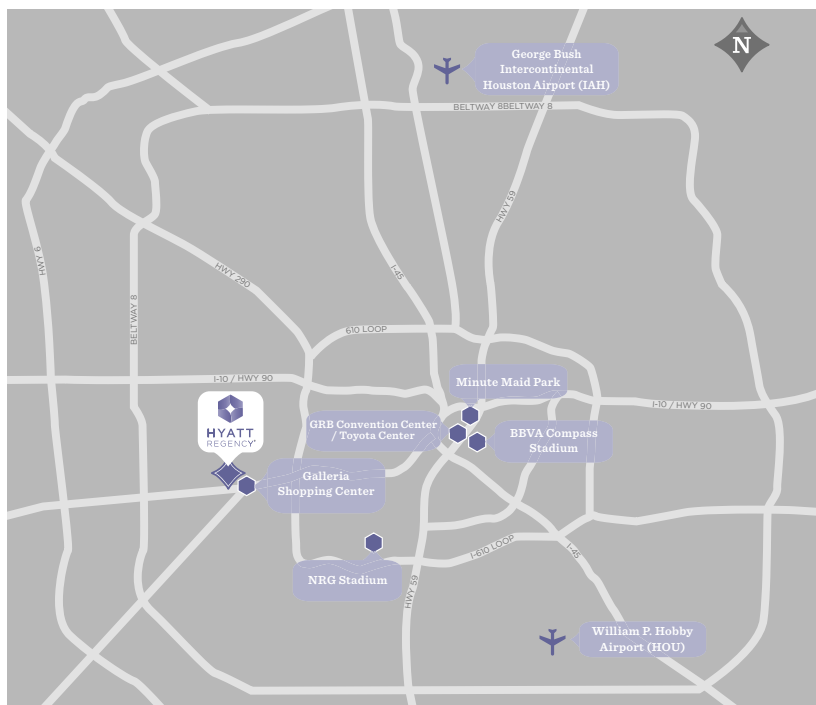 George Bush
Intercontinental
Houston Airport (IAH)
N
BELTWAY 8BELTWAY 8
HWY 59
HWY 6
HWY 290
I-45
BELTWAY 8
610 LOOP
I-10 / HWY 90
Minute Maid Park
I-10 / HWY 90
HYATT
REGENCY
GRB Convention Center
/ Toyota Center
BBVA Compass
Stadium
Galleria
Shopping Center
I-610 LOOP
I-45
NRG Stadium
HWY 59
William P. Hobby
Airport (HOU)